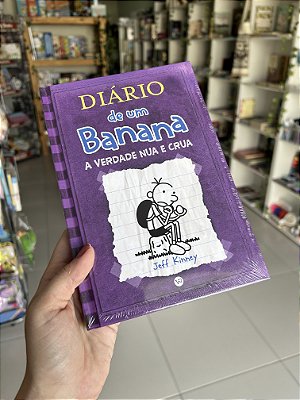 DIÁRIO
de um
Banana
A VERDADE NUA E CRUA
Jeff Kinney